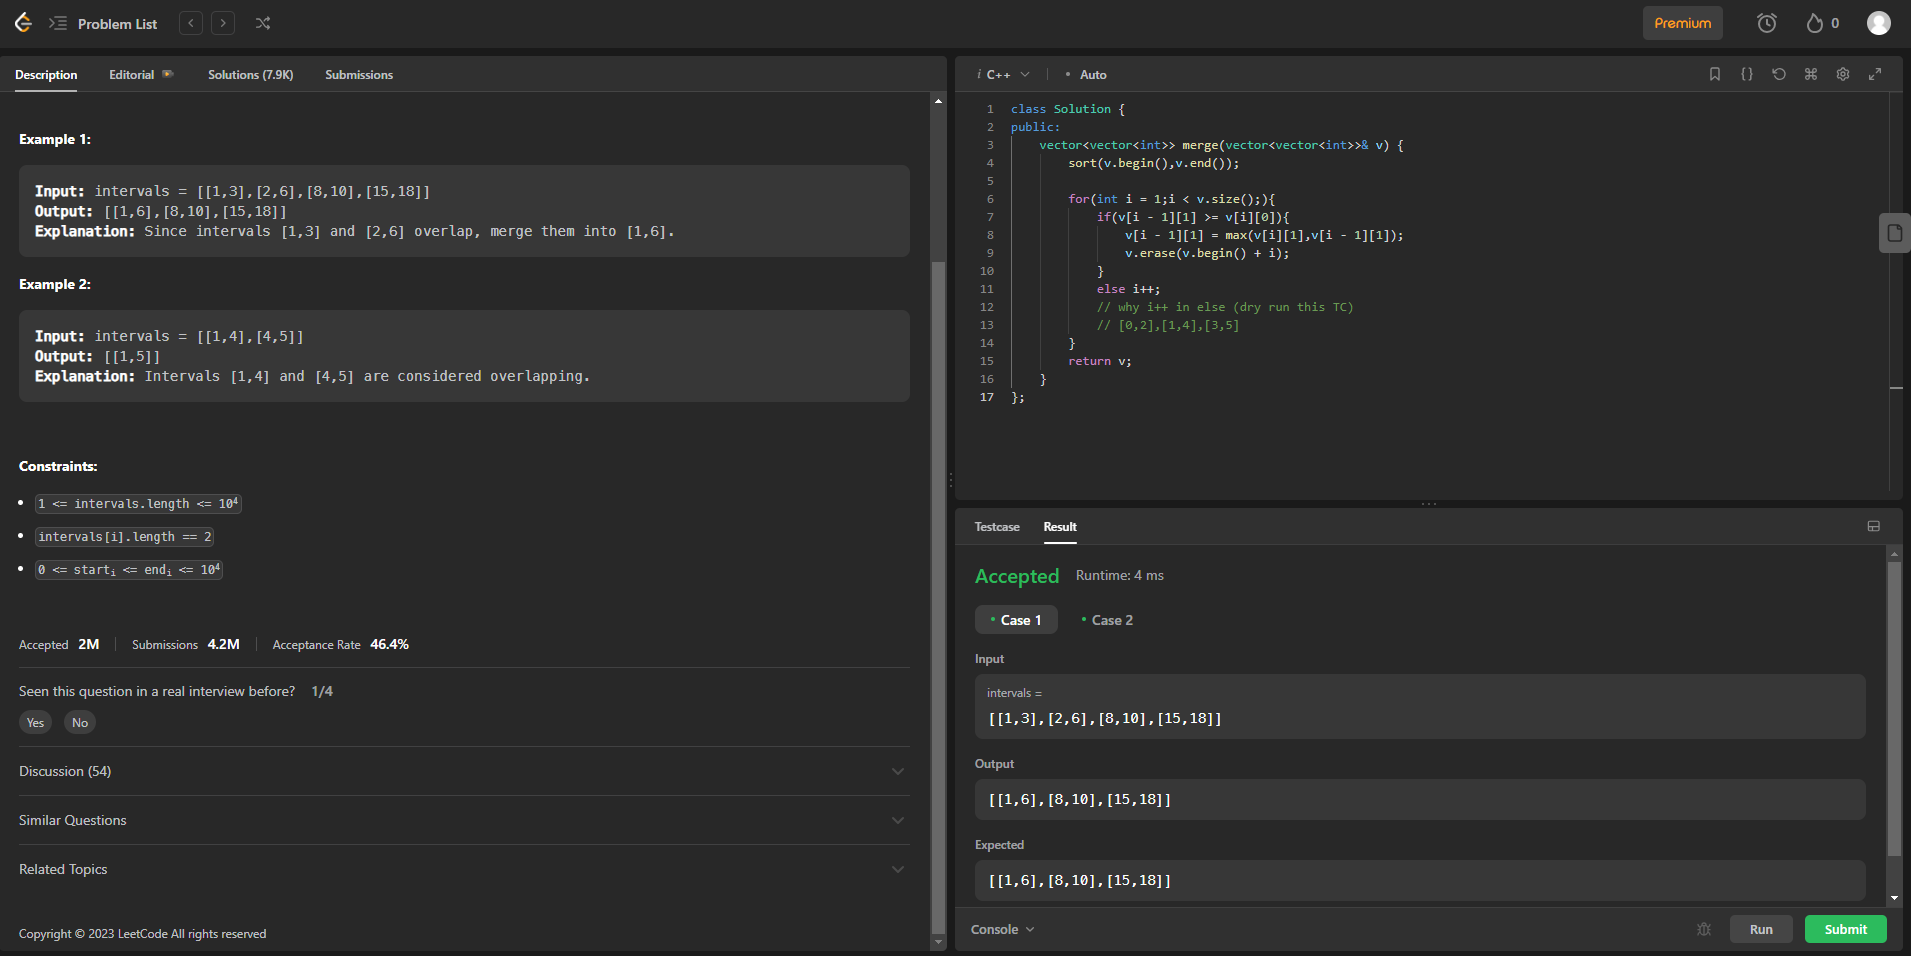 Problem List
Premium
0
Description Editorial Solutions (7.9K) Submissions
Example 1:
Input: intervals = [[1,3],[2,6],[8,10],[15,18]]
Output: [[1,6],[8,10],[15,18]]
Explanation: Since intervals [1,3] and [2,6] overlap, merge them into [1,6].
Example 2:
Input: intervals = [[1,4],[4,5]]
Output: [[1,5]]
Explanation: Intervals [1,4] and [4,5] are considered overlapping.
Constraints:
1 <= intervals.length <= 10⁴
intervals[i].length == 2
0 <= startᵢ <= endᵢ <= 10⁴
Accepted 2M Submissions 4.2M Acceptance Rate 46.4%
Seen this question in a real interview before? 1/4
Yes No
Discussion (54)
Similar Questions
Related Topics
Copyright © 2023 LeetCode All rights reserved
i C++ • Auto
1 class Solution {
2 public:
3     vector<vector<int>> merge(vector<vector<int>>& v) {
4         sort(v.begin(),v.end());
5
6         for(int i = 1;i < v.size();){
7             if(v[i - 1][1] >= v[i][0]){
8                 v[i - 1][1] = max(v[i][1],v[i - 1][1]);
9                 v.erase(v.begin() + i);
10             }
11             else i++;
12             // why i++ in else (dry run this TC)
13             // [0,2],[1,4],[3,5]
14         }
15         return v;
16     }
17 };
Testcase Result
Accepted Runtime: 4 ms
• Case 1 • Case 2
Input
intervals =
[[1,3],[2,6],[8,10],[15,18]]
Output
[[1,6],[8,10],[15,18]]
Expected
[[1,6],[8,10],[15,18]]
Console Run Submit